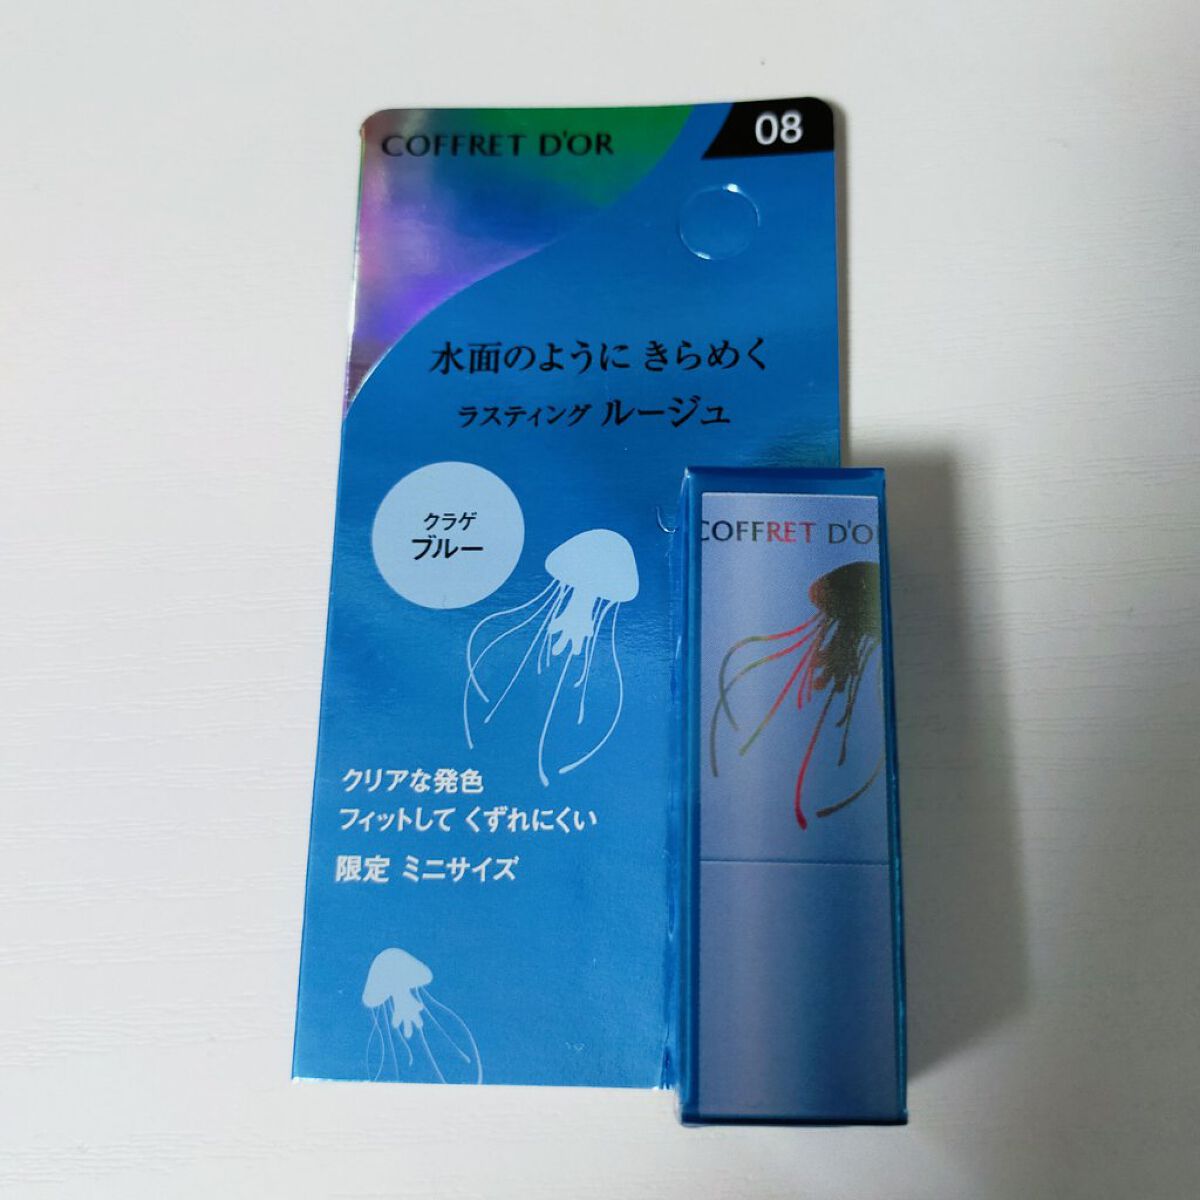 COFFRET D'OR
08
水面のように きらめく
ラスティング ルージュ
クラゲ
ブルー
COFFRET D'O
クリアな発色
フィットして くずれにくい
限定 ミニサイズ